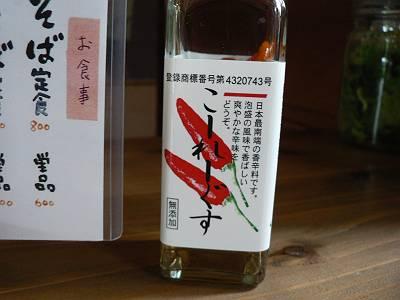 お食事
そば定食
800
単品
単品
600
登録商標番号第4320743号
日本最南端の香辛料です。
泡盛の風味で香ばしい
爽やかな辛味を
どうぞ。
こーれーぐす
無添加